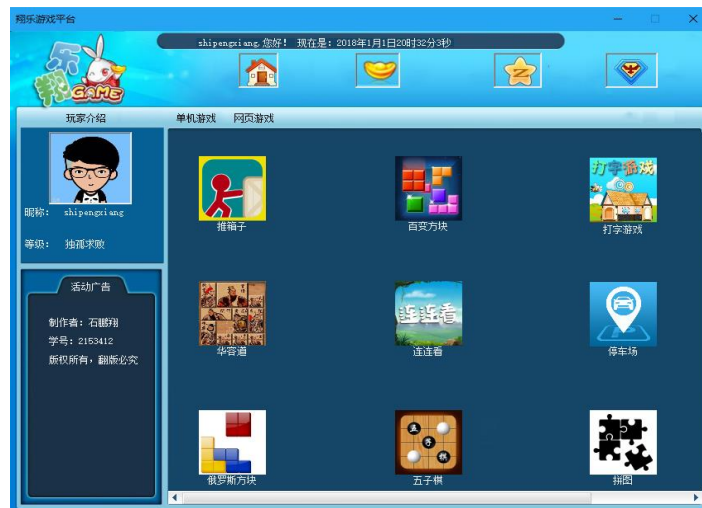 翔乐游戏平台
shipengxiang,您好! 现在是:2018年1月1日20时32分3秒
乐
翔
GAME
玩家介绍
单机游戏 网页游戏
昵称: shipengxiang
等级: 独孤求败
活动广告
制作者:石鹏翔
学号:2153412
版权所有,翻版必究
推箱子
百变方块
打字游戏
打字游戏
华容道
连连看
连连看
停车场
俄罗斯方块
五子棋
五子棋
拼图